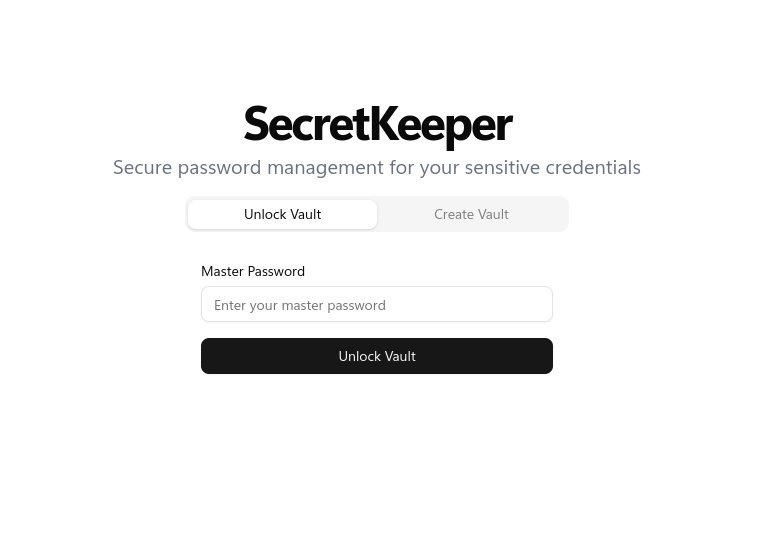 SecretKeeper
Secure password management for your sensitive credentials
Unlock Vault
Create Vault
Master Password
Enter your master password
Unlock Vault